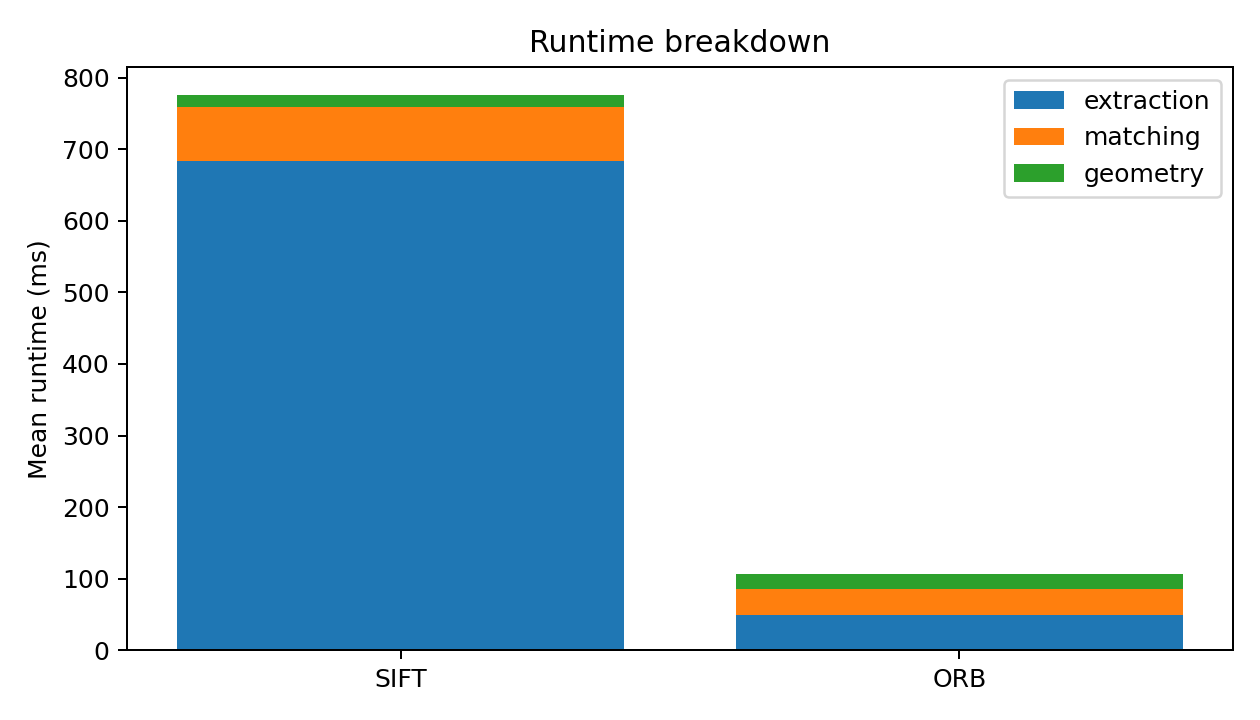 Runtime breakdown
Mean runtime (ms)
800
700
600
500
400
300
200
100
0
extraction
matching
geometry
SIFT
ORB